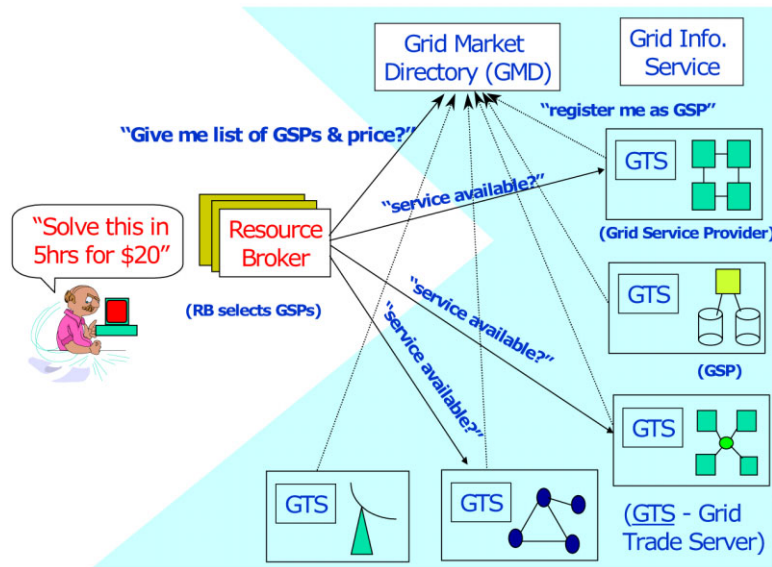 Grid Market
Directory (GMD)
Grid Info.
Service
“register me as GSP”
“Give me list of GSPs & price?”
GTS
“service available?”
“Solve this in
5hrs for $20”
Resource
Broker
(Grid Service Provider)
(RB selects GSPs)
GTS
“service available?”
“service available?”
(GSP)
GTS
GTS
GTS
(GTS - Grid
Trade Server)